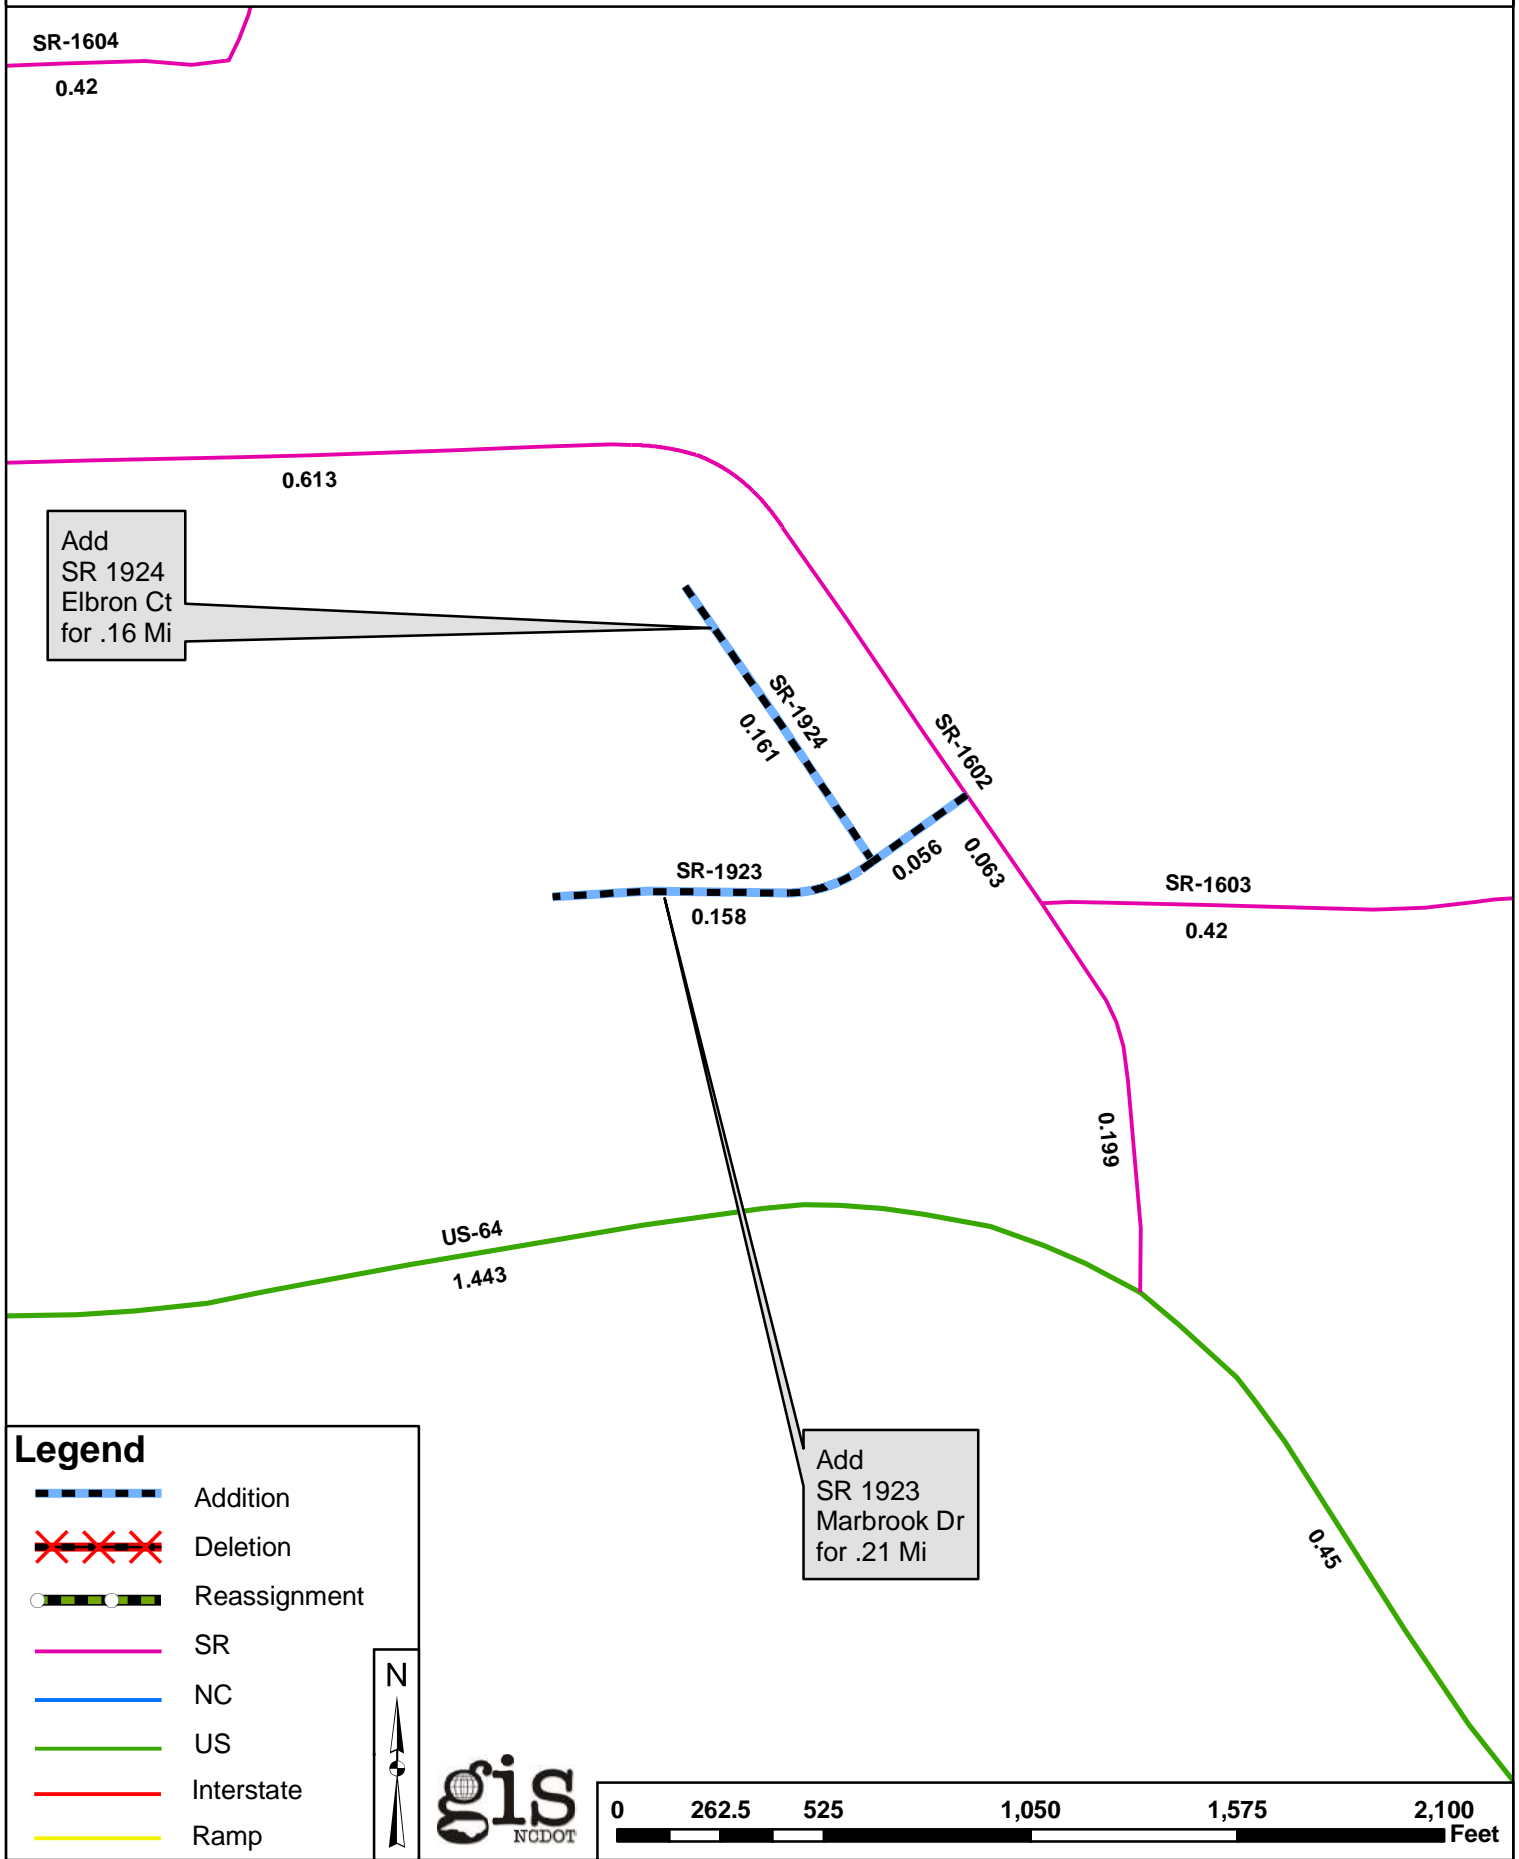 SR-1604
0.42
0.613
Add
SR 1924
Elbron Ct
for .16 Mi
SR-1924
0.161
SR-1602
0.056
0.063
SR-1923
0.158
SR-1603
0.42
0.199
US-64
1.443
Add
SR 1923
Marbrook Dr
for .21 Mi
0.45
Legend
Addition
Deletion
Reassignment
SR
NC
US
Interstate
Ramp
N
gis
NCDOT
0 262.5 525 1,050 1,575 2,100
Feet